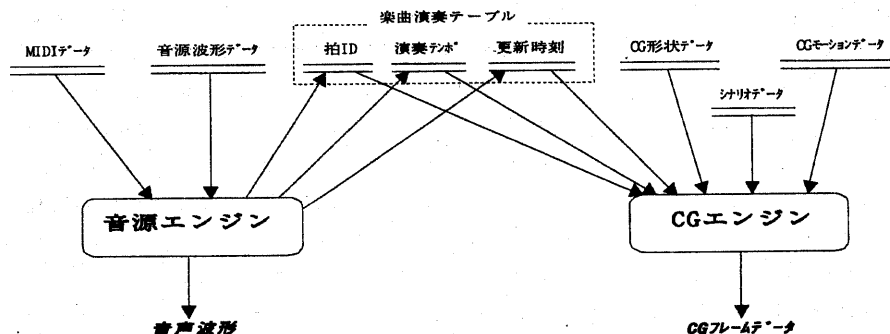 楽曲演奏テーブル
MIDIデータ
音源波形データ
拍ID
演奏テンポ
更新時刻
CG形状データ
CGモーションデータ
シナリオデータ
音源エンジン
CGエンジン
音声波形
CGフレームデータ